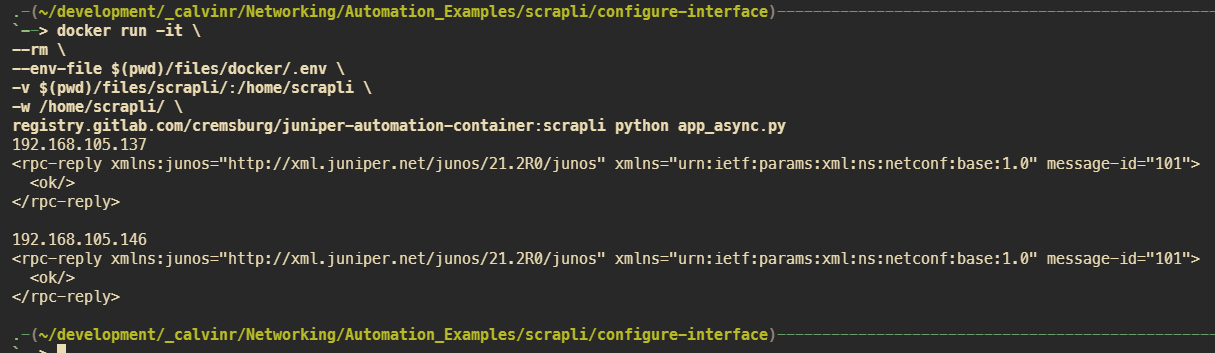 .-(~/development/_calvinr/Networking/Automation_Examples/scrapli/configure-interface)
`--> docker run -it \
--rm \
--env-file $(pwd)/files/docker/.env \
-v $(pwd)/files/scrapli/:/home/scrapli \
-w /home/scrapli/ \
registry.gitlab.com/cremsburg/juniper-automation-container:scrapli python app_async.py
192.168.105.137
<rpc-reply xmlns:junos="http://xml.juniper.net/junos/21.2R0/junos" xmlns="urn:ietf:params:xml:ns:netconf:base:1.0" message-id="101">
  <ok/>
</rpc-reply>

192.168.105.146
<rpc-reply xmlns:junos="http://xml.juniper.net/junos/21.2R0/junos" xmlns="urn:ietf:params:xml:ns:netconf:base:1.0" message-id="101">
  <ok/>
</rpc-reply>

.-(~/development/_calvinr/Networking/Automation_Examples/scrapli/configure-interface)
`-->